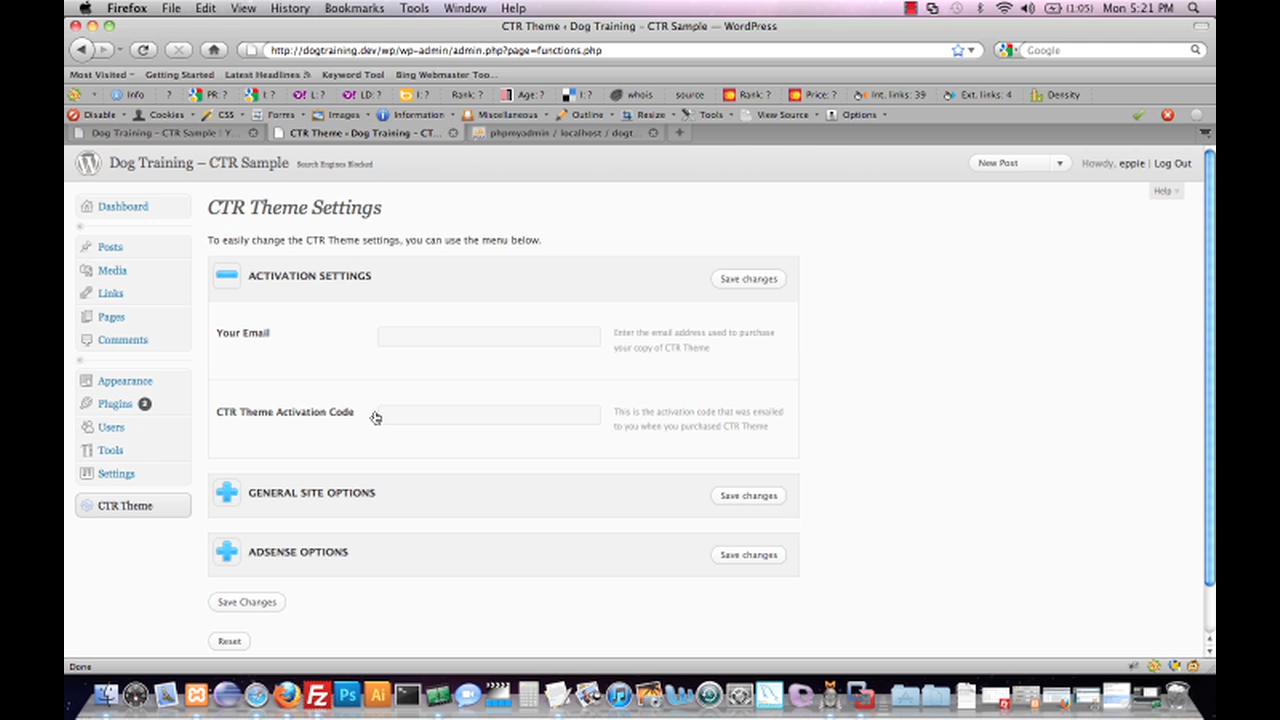 Firefox File Edit View History Bookmarks Tools Window Help (1:05) Mon 5:21 PM
CTR Theme ‹ Dog Training – CTR Sample — WordPress
http://dogtraining.dev/wp/wp-admin/admin.php?page=functions.php Google
Most Visited Getting Started Latest Headlines Keyword Tool Bing Webmaster Too...
Info ? PR: ? I: ? L: ? LD: ? I: ? Rank: ? Age: ? I: ? whois source Rank: ? Price: ? Int. links: 39 Ext. links: 4 Density
Disable Cookies CSS Forms Images Information Miscellaneous Outline Resize Tools View Source Options
Dog Training – CTR Sample | Y... CTR Theme ‹ Dog Training – CT... phpmyadmin / localhost / dogt...
Dog Training – CTR Sample Search Engines Blocked New Post Howdy, eppie | Log Out
Help
Dashboard
Posts
Media
Links
Pages
Comments
Appearance
Plugins 2
Users
Tools
Settings
CTR Theme
CTR Theme Settings
To easily change the CTR Theme settings, you can use the menu below.
ACTIVATION SETTINGS Save changes
Your Email Enter the email address used to purchase
your copy of CTR Theme
CTR Theme Activation Code This is the activation code that was emailed
to you when you purchased CTR Theme
GENERAL SITE OPTIONS Save changes
ADSENSE OPTIONS Save changes
Save Changes
Reset
Done
Fz Ps Ai